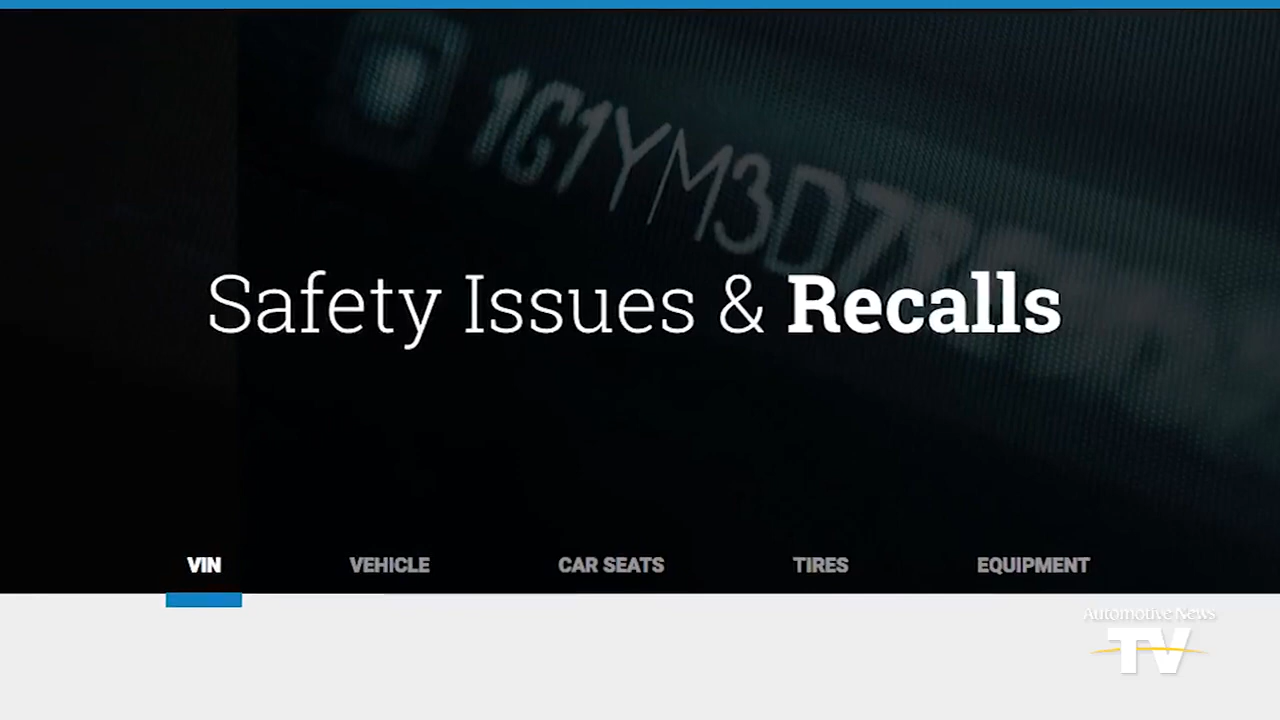 1G1YM3D7
Safety Issues & Recalls
VIN VEHICLE CAR SEATS TIRES EQUIPMENT
Automotive News
TV